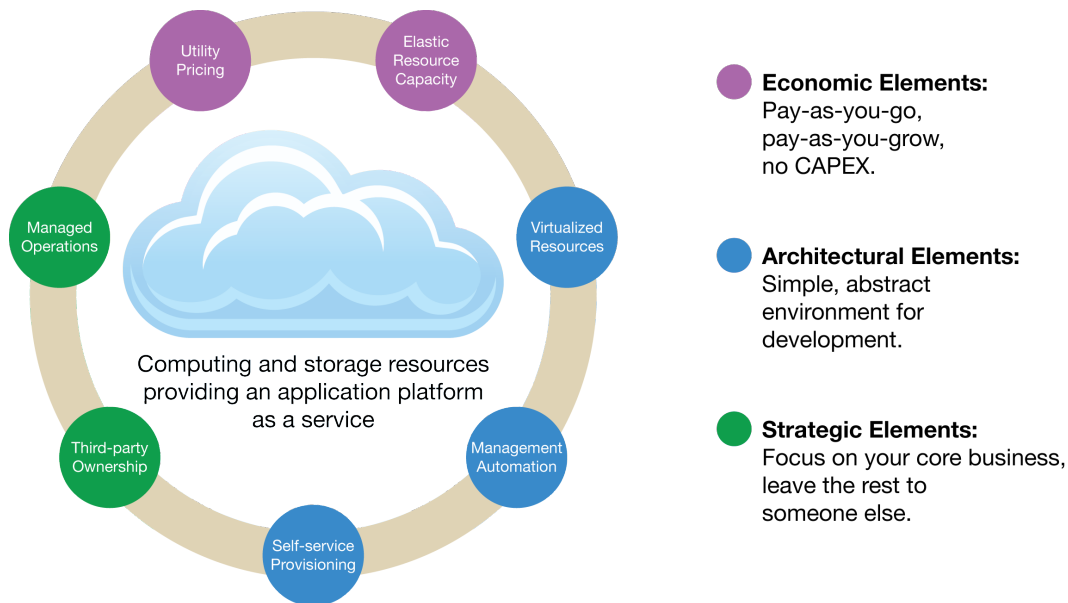 Utility
Pricing
Elastic
Resource
Capacity
Managed
Operations
Virtualized
Resources
Computing and storage resources
providing an application platform
as a service
Third-party
Ownership
Management
Automation
Self-service
Provisioning
Economic Elements:
Pay-as-you-go,
pay-as-you-grow,
no CAPEX.
Architectural Elements:
Simple, abstract
environment for
development.
Strategic Elements:
Focus on your core business,
leave the rest to
someone else.